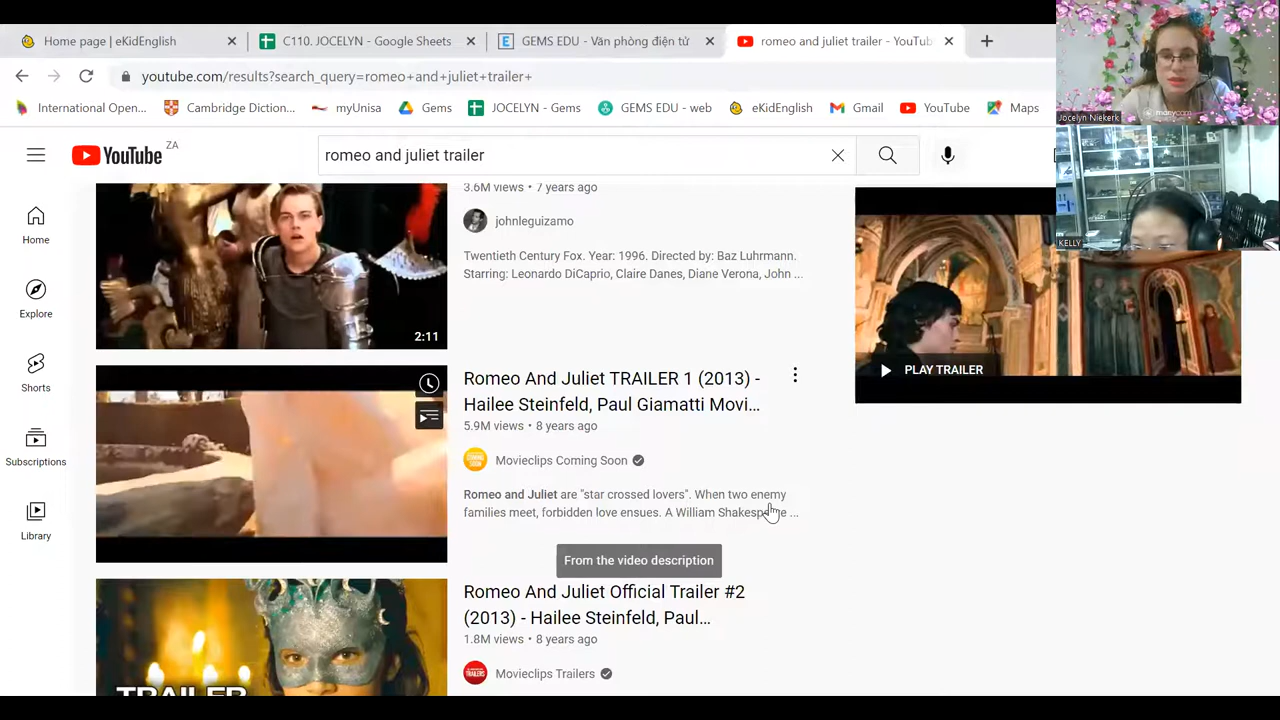 Home page | eKidEnglish
C110_JOCELYN - Google Sheets
GEMS EDU - Văn phòng điện tử
romeo and juliet trailer - YouTub
youtube.com/results?search_query=romeo+and+juliet+trailer+
International Open...
Cambridge Diction...
myUnisa
Gems
JOCELYN - Gems
GEMS EDU - web
eKidEnglish
Gmail
YouTube
Maps
Jocelyn Niekerk
manycam
KELLY
YouTube ZA
romeo and juliet trailer
Home
Explore
Shorts
Subscriptions
Library
3.6M views • 7 years ago
johnleguizamo
Twentieth Century Fox. Year: 1996. Directed by: Baz Luhrmann.
Starring: Leonardo DiCaprio, Claire Danes, Diane Verona, John ...
2:11
PLAY TRAILER
Romeo And Juliet TRAILER 1 (2013) -
Hailee Steinfeld, Paul Giamatti Movi...
5.9M views • 8 years ago
Movieclips Coming Soon
Romeo and Juliet are "star crossed lovers". When two enemy
families meet, forbidden love ensues. A William Shakespeare ...
From the video description
Romeo And Juliet Official Trailer #2
(2013) - Hailee Steinfeld, Paul...
1.8M views • 8 years ago
Movieclips Trailers
TRAILER